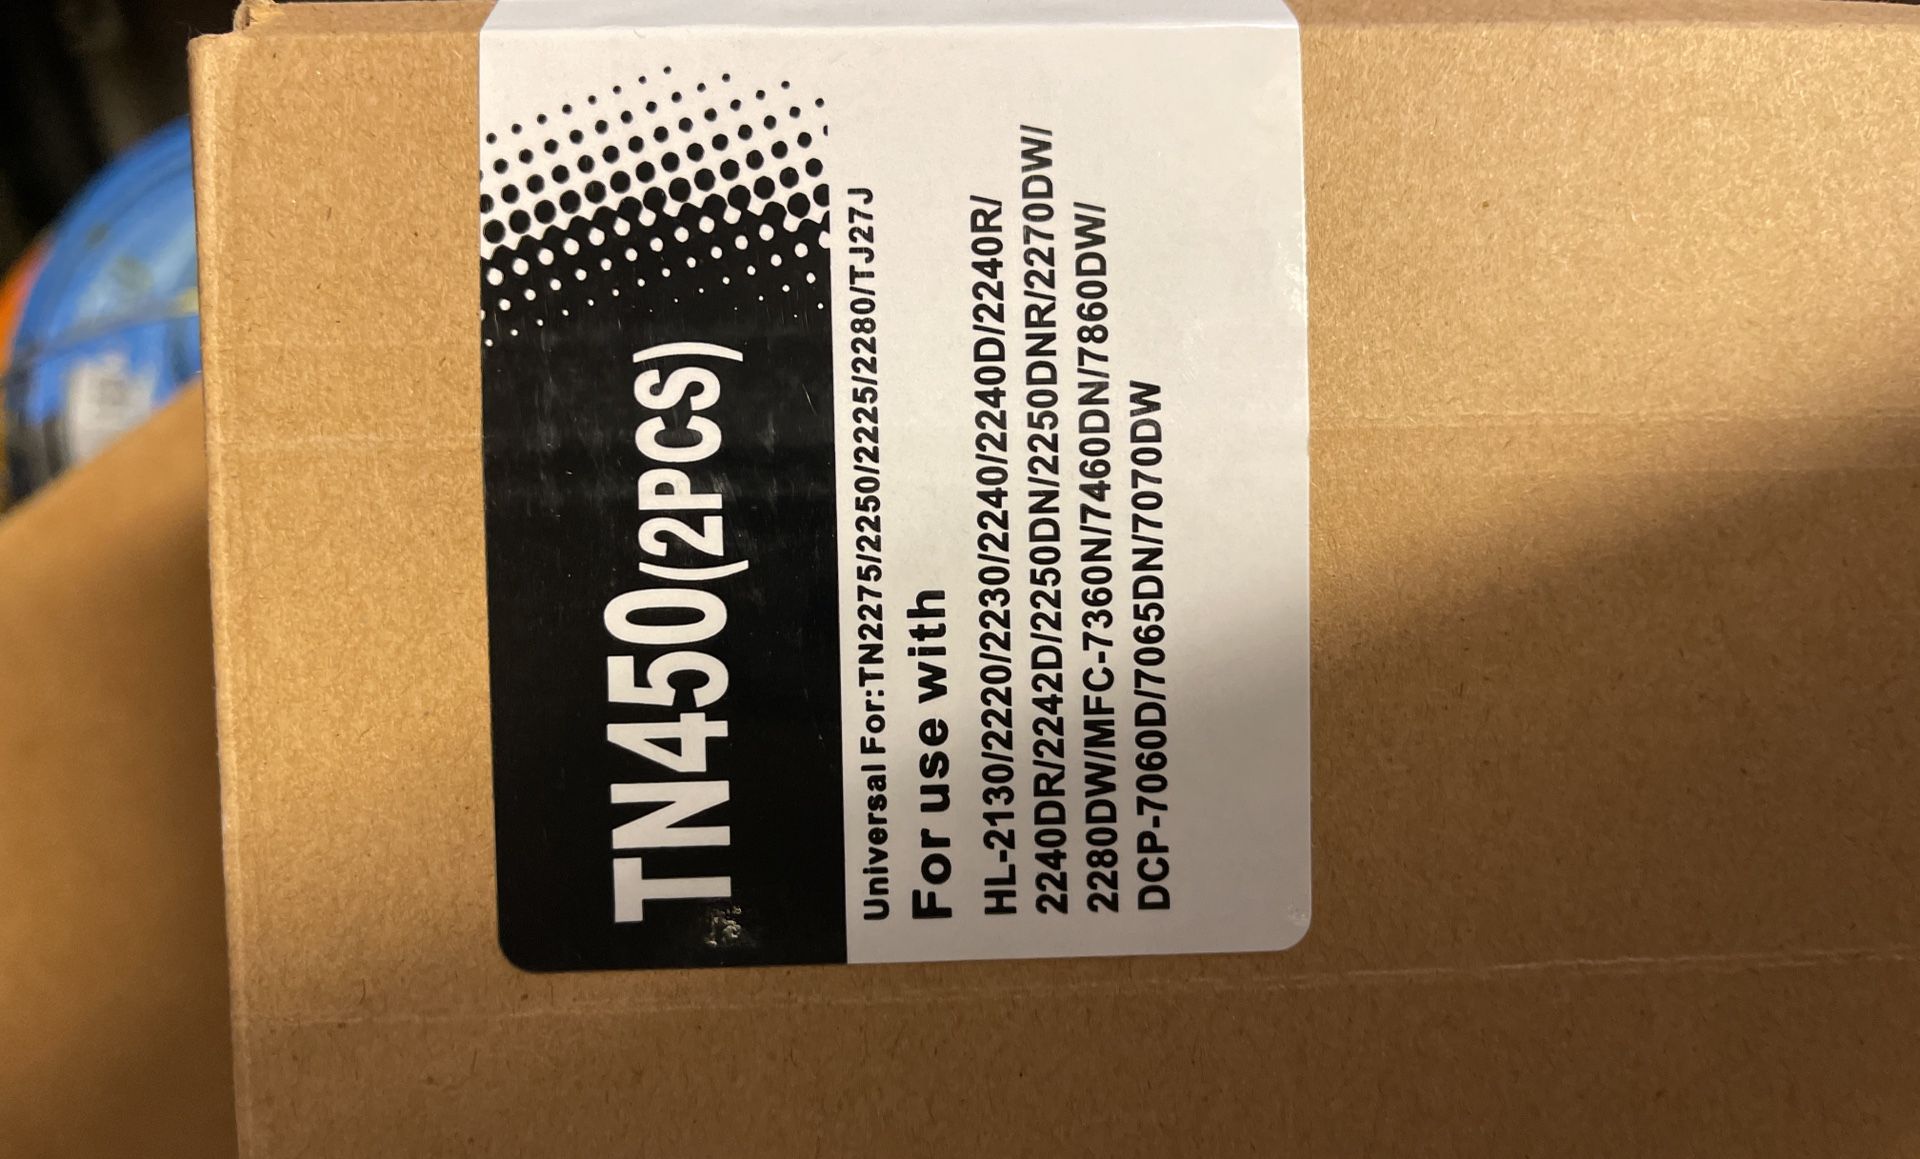 TN450(2PCS)
Universal For:TN2275/2250/2225/2280/TJ27J
For use with
HL-2130/2220/2230/2240/2240D/2240R/
2240DR/2242D/2250DN/2250DNR/2270DW/
2280DW/MFC-7360N/7460DN/7860DW/
DCP-7060D/7065DN/7070DW